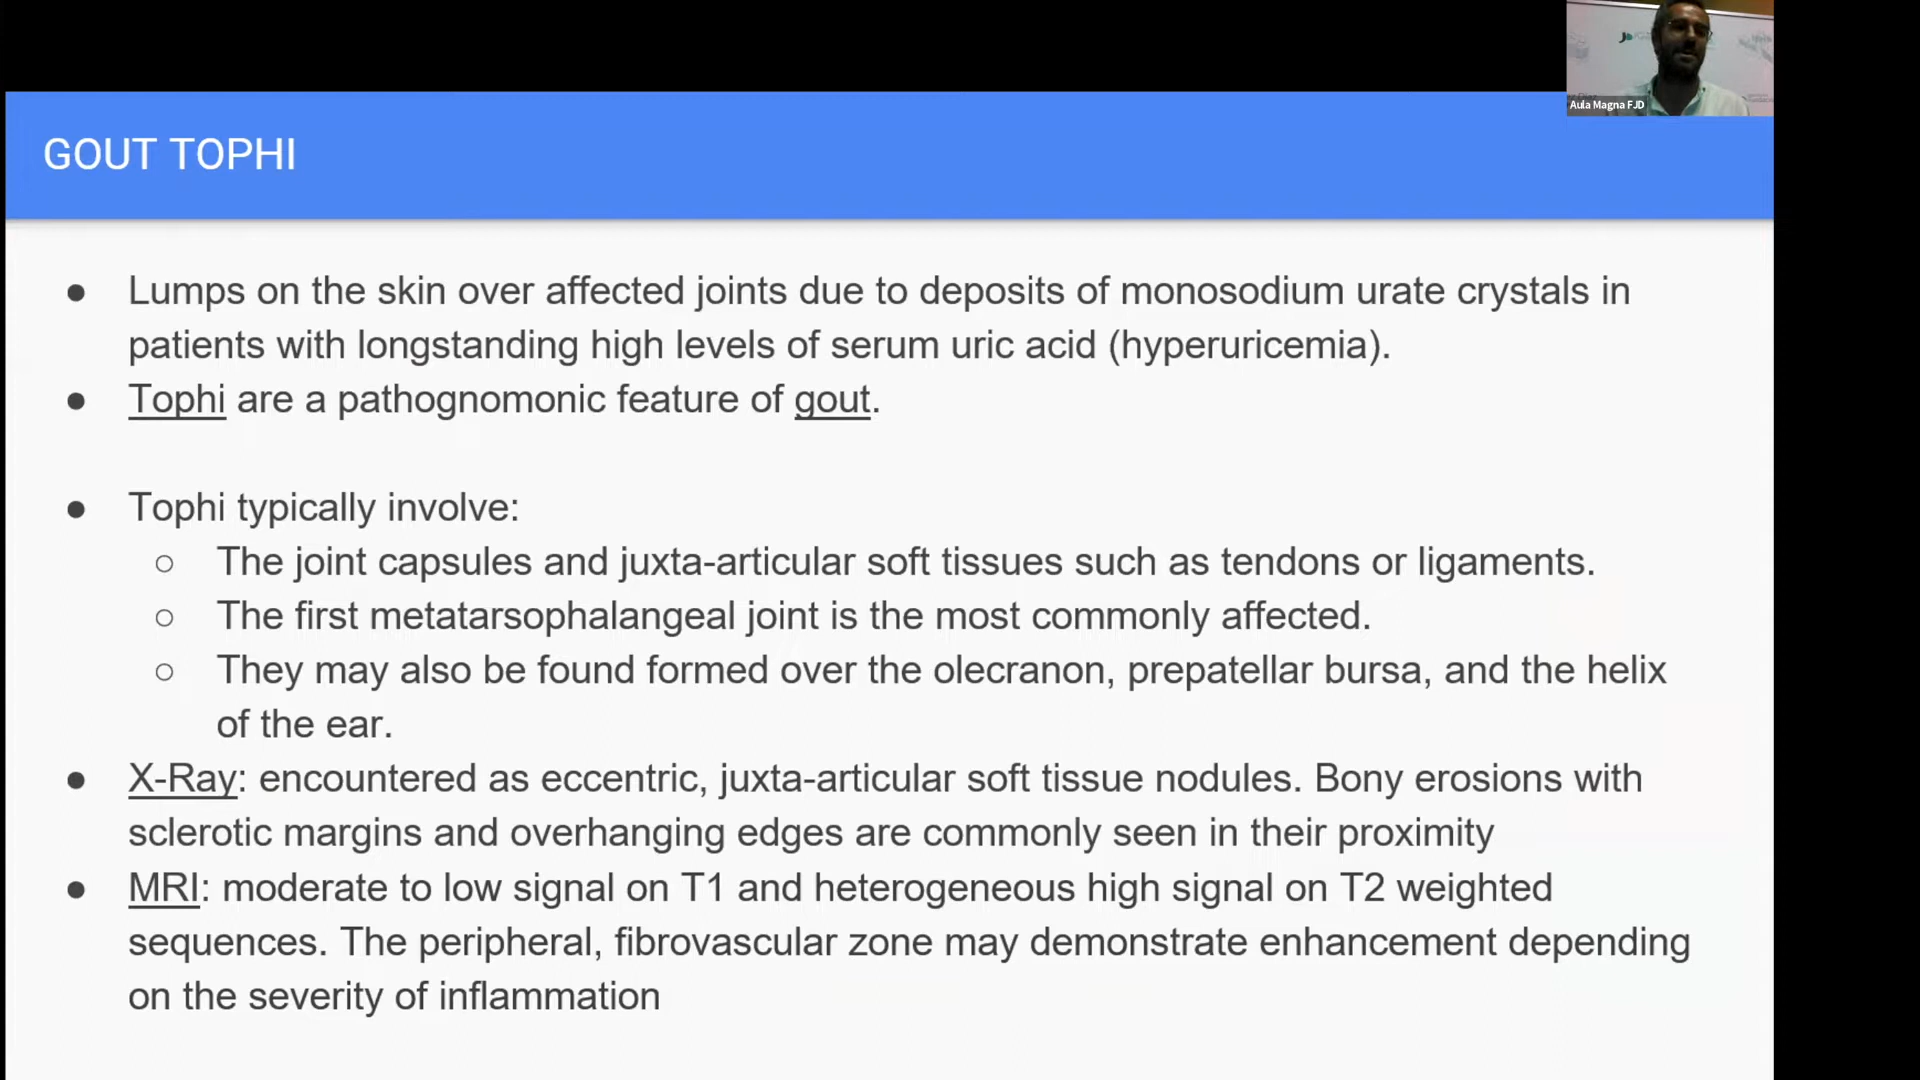 Aula Magna FJD
GOUT TOPHI
● Lumps on the skin over affected joints due to deposits of monosodium urate crystals in
patients with longstanding high levels of serum uric acid (hyperuricemia).
● Tophi are a pathognomonic feature of gout.
● Tophi typically involve:
○ The joint capsules and juxta-articular soft tissues such as tendons or ligaments.
○ The first metatarsophalangeal joint is the most commonly affected.
○ They may also be found formed over the olecranon, prepatellar bursa, and the helix
of the ear.
● X-Ray: encountered as eccentric, juxta-articular soft tissue nodules. Bony erosions with
sclerotic margins and overhanging edges are commonly seen in their proximity
● MRI: moderate to low signal on T1 and heterogeneous high signal on T2 weighted
sequences. The peripheral, fibrovascular zone may demonstrate enhancement depending
on the severity of inflammation